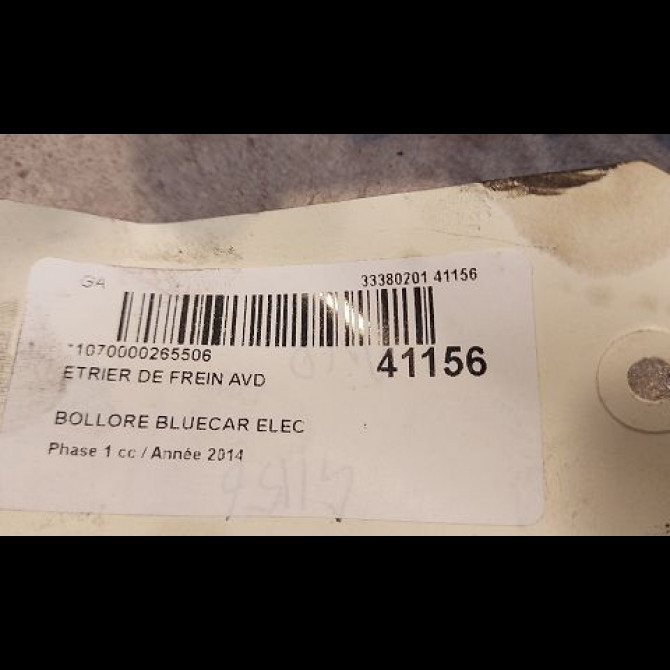 GA 33380201 41156
*1070000265506 41156
ETRIER DE FREIN AVD
BOLLORE BLUECAR ELEC
Phase 1 cc / Année 2014